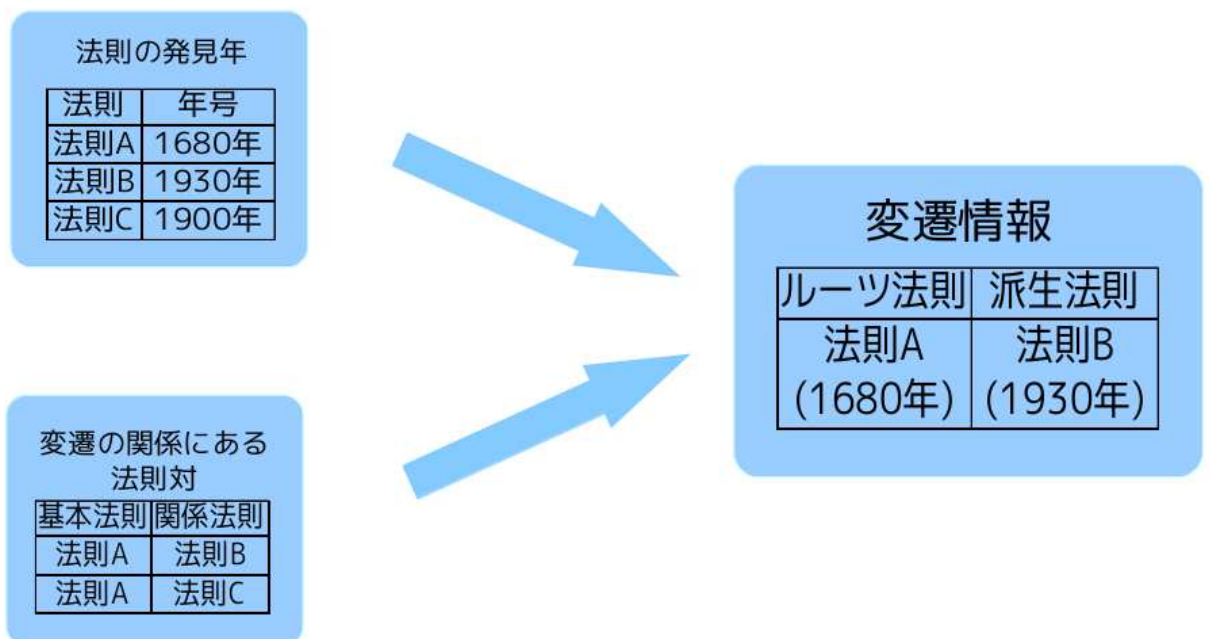 法則の発見年
法則 年号
法則A 1680年
法則B 1930年
法則C 1900年
変遷の関係にある
法則対
基本法則 関係法則
法則A 法則B
法則A 法則C
変遷情報
ルーツ法則 派生法則
法則A 法則B
(1680年) (1930年)